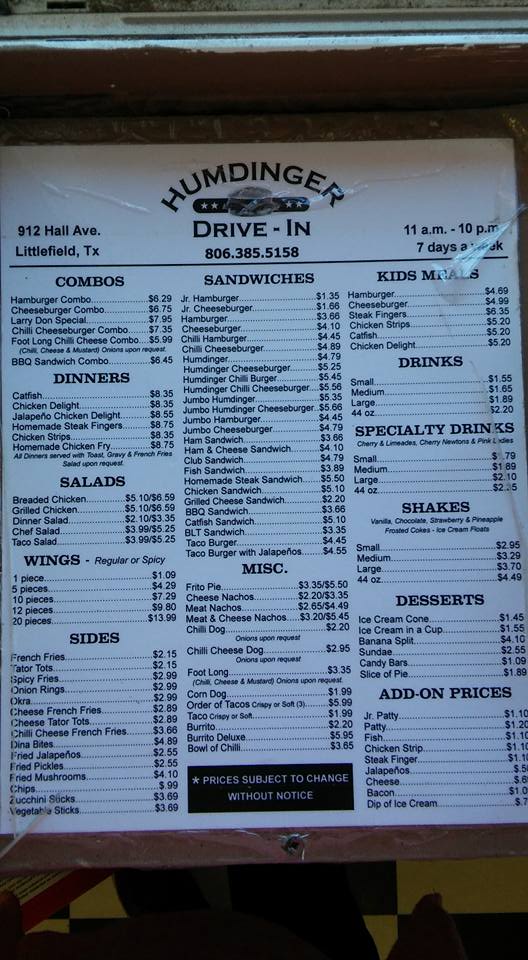 HUMDINGER
DRIVE - IN
912 Hall Ave.
Littlefield, Tx
806.385.5158
11 a.m. - 10 p.m.
7 days a week
COMBOS
Hamburger Combo $6.29
Cheeseburger Combo $6.75
Larry Don Special $7.95
Chilli Cheeseburger Combo $7.35
Foot Long Chilli Cheese Combo $5.99
(Chilli, Cheese & Mustard) Onions upon request
BBQ Sandwich Combo $6.45
DINNERS
Catfish $8.35
Chicken Delight $8.35
Jalapeño Chicken Delight $8.55
Homemade Steak Fingers $8.75
Chicken Strips $8.35
Homemade Chicken Fry $8.75
All Dinners served with Toast, Gravy & French Fries
Salad upon request.
SALADS
Breaded Chicken $5.10/$6.59
Grilled Chicken $5.10/$6.59
Dinner Salad $2.10/$3.35
Chef Salad $3.99/$5.25
Taco Salad $3.99/$5.25
WINGS - Regular or Spicy
1 piece $1.09
5 pieces $4.29
10 pieces $7.29
12 pieces $9.80
20 pieces $13.99
SIDES
French Fries $2.15
Tator Tots $2.15
Spicy Fries $2.99
Onion Rings $2.99
Okra $2.99
Cheese French Fries $2.89
Cheese Tator Tots $2.89
Chilli Cheese French Fries $3.66
Dina Bites $4.89
Fried Jalapeños $2.55
Fried Pickles $2.55
Fried Mushrooms $4.10
Chips $.99
Zucchini Sticks $3.69
Vegetable Sticks $3.69
SANDWICHES
Jr. Hamburger $1.35
Jr. Cheeseburger $1.66
Hamburger $3.66
Cheeseburger $4.10
Chilli Hamburger $4.45
Chilli Cheeseburger $4.89
Humdinger $4.79
Humdinger Cheeseburger $5.25
Humdinger Chilli Burger $5.45
Humdinger Chilli Cheeseburger $5.56
Jumbo Humdinger $5.35
Jumbo Humdinger Cheeseburger $5.66
Jumbo Hamburger $4.45
Jumbo Cheeseburger $4.79
Ham Sandwich $3.66
Ham & Cheese Sandwich $4.10
Club Sandwich $4.79
Fish Sandwich $3.89
Homemade Steak Sandwich $5.50
Chicken Sandwich $5.10
Grilled Cheese Sandwich $2.20
BBQ Sandwich $3.66
Catfish Sandwich $5.10
BLT Sandwich $3.35
Taco Burger $4.45
Taco Burger with Jalapeños $4.55
MISC.
Frito Pie $3.35/$5.50
Cheese Nachos $2.20/$3.35
Meat Nachos $2.65/$4.49
Meat & Cheese Nachos $3.20/$5.45
Chilli Dog $2.20
Onions upon request
Chilli Cheese Dog $2.95
Onions upon request
Foot Long $3.35
(Chilli, Cheese & Mustard) Onions upon request.
Corn Dog $1.99
Order of Tacos Crispy or Soft (3) $5.99
Taco Crispy or Soft $1.99
Burrito $2.20
Burrito Deluxe $5.95
Bowl of Chilli $3.65
* PRICES SUBJECT TO CHANGE
WITHOUT NOTICE
KIDS MEALS
Hamburger $4.69
Cheeseburger $4.99
Steak Fingers $6.35
Chicken Strips $5.20
Catfish $5.20
Chicken Delight $5.20
DRINKS
Small $1.55
Medium $1.65
Large $1.89
44 oz. $2.20
SPECIALTY DRINKS
Cherry & Limeades, Cherry Newtons & Pink Ladies
Small $1.79
Medium $1.89
Large $2.10
44 oz $2.25
SHAKES
Vanilla, Chocolate, Strawberry & Pineapple
Frosted Cokes - Ice Cream Floats
Small $2.95
Medium $3.29
Large $3.70
44 oz. $4.49
DESSERTS
Ice Cream Cone $1.45
Ice Cream in a Cup $1.55
Banana Split $4.10
Sundae $2.55
Candy Bars $1.09
Slice of Pie $1.89
ADD-ON PRICES
Jr. Patty $1.10
Patty $1.20
Fish $1.10
Chicken Strip $1.10
Steak Finger $1.10
Jalapeños
Cheese
Bacon
Dip of Ice Cream